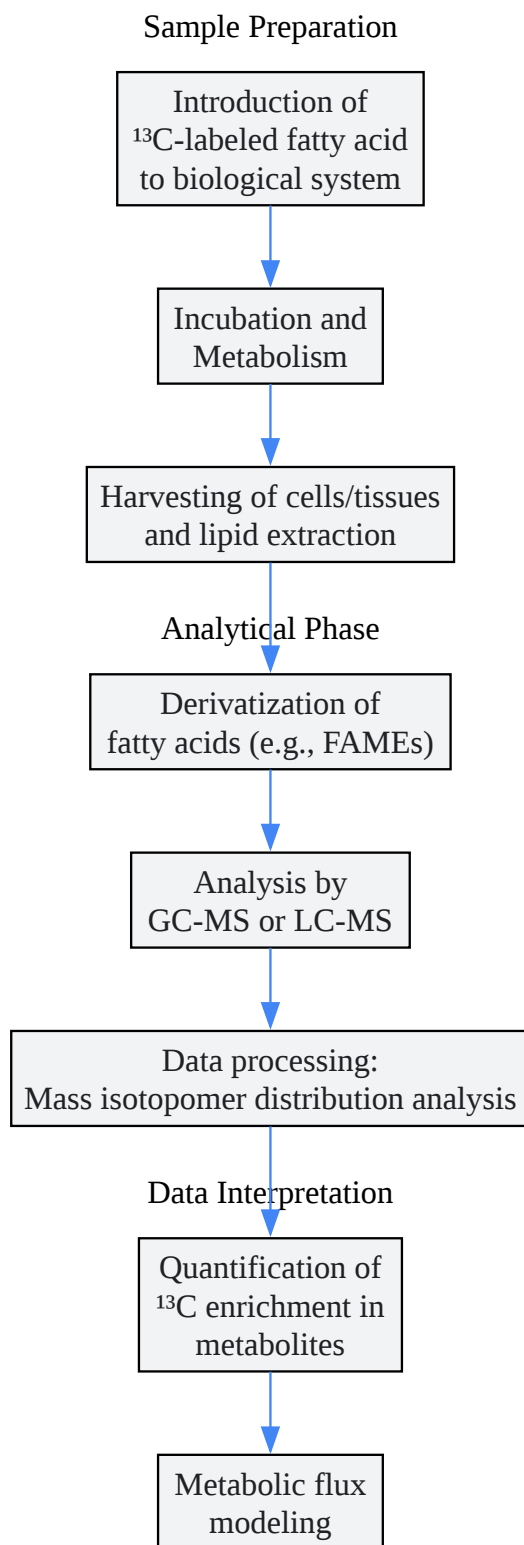 Sample Preparation
Introduction of
¹³C-labeled fatty acid
to biological system
Incubation and
Metabolism
Harvesting of cells/tissues
and lipid extraction
Analytical Phase
Derivatization of
fatty acids (e.g., FAMEs)
Analysis by
GC-MS or LC-MS
Data processing:
Mass isotopomer distribution analysis
Data Interpretation
Quantification of
¹³C enrichment in
metabolites
Metabolic flux
modeling